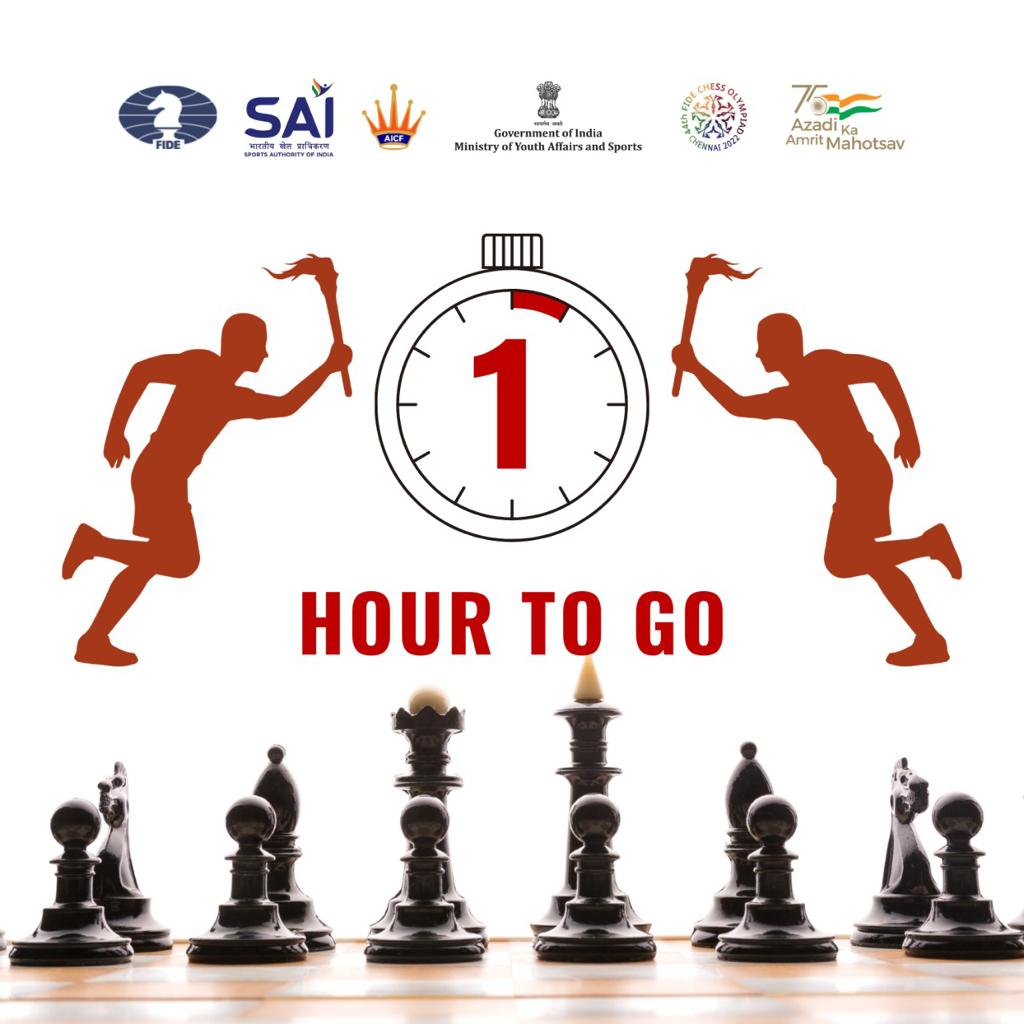 FIDE
SAI
भारतीय खेल प्राधिकरण
SPORTS AUTHORITY OF INDIA
AICF
सत्यमेव जयते
Government of India
Ministry of Youth Affairs and Sports
44th FIDE CHESS OLYMPIAD
CHENNAI 2022
75
Azadi Ka
Amrit Mahotsav
1
HOUR TO GO